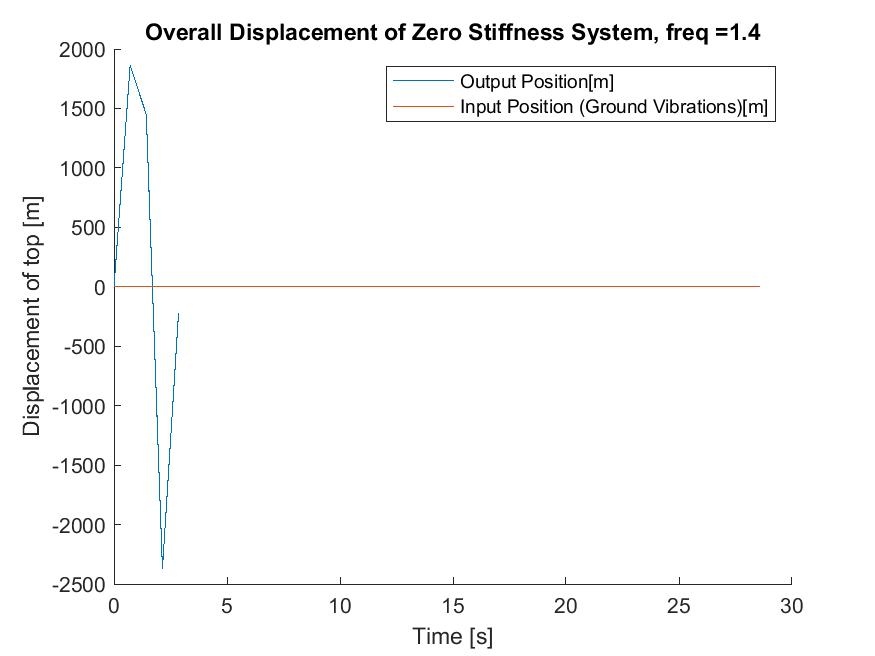 Overall Displacement of Zero Stiffness System, freq =1.4
Output Position[m]
Input Position (Ground Vibrations)[m]
Displacement of top [m]
2000
1500
1000
500
0
-500
-1000
-1500
-2000
-2500
0 5 10 15 20 25 30
Time [s]